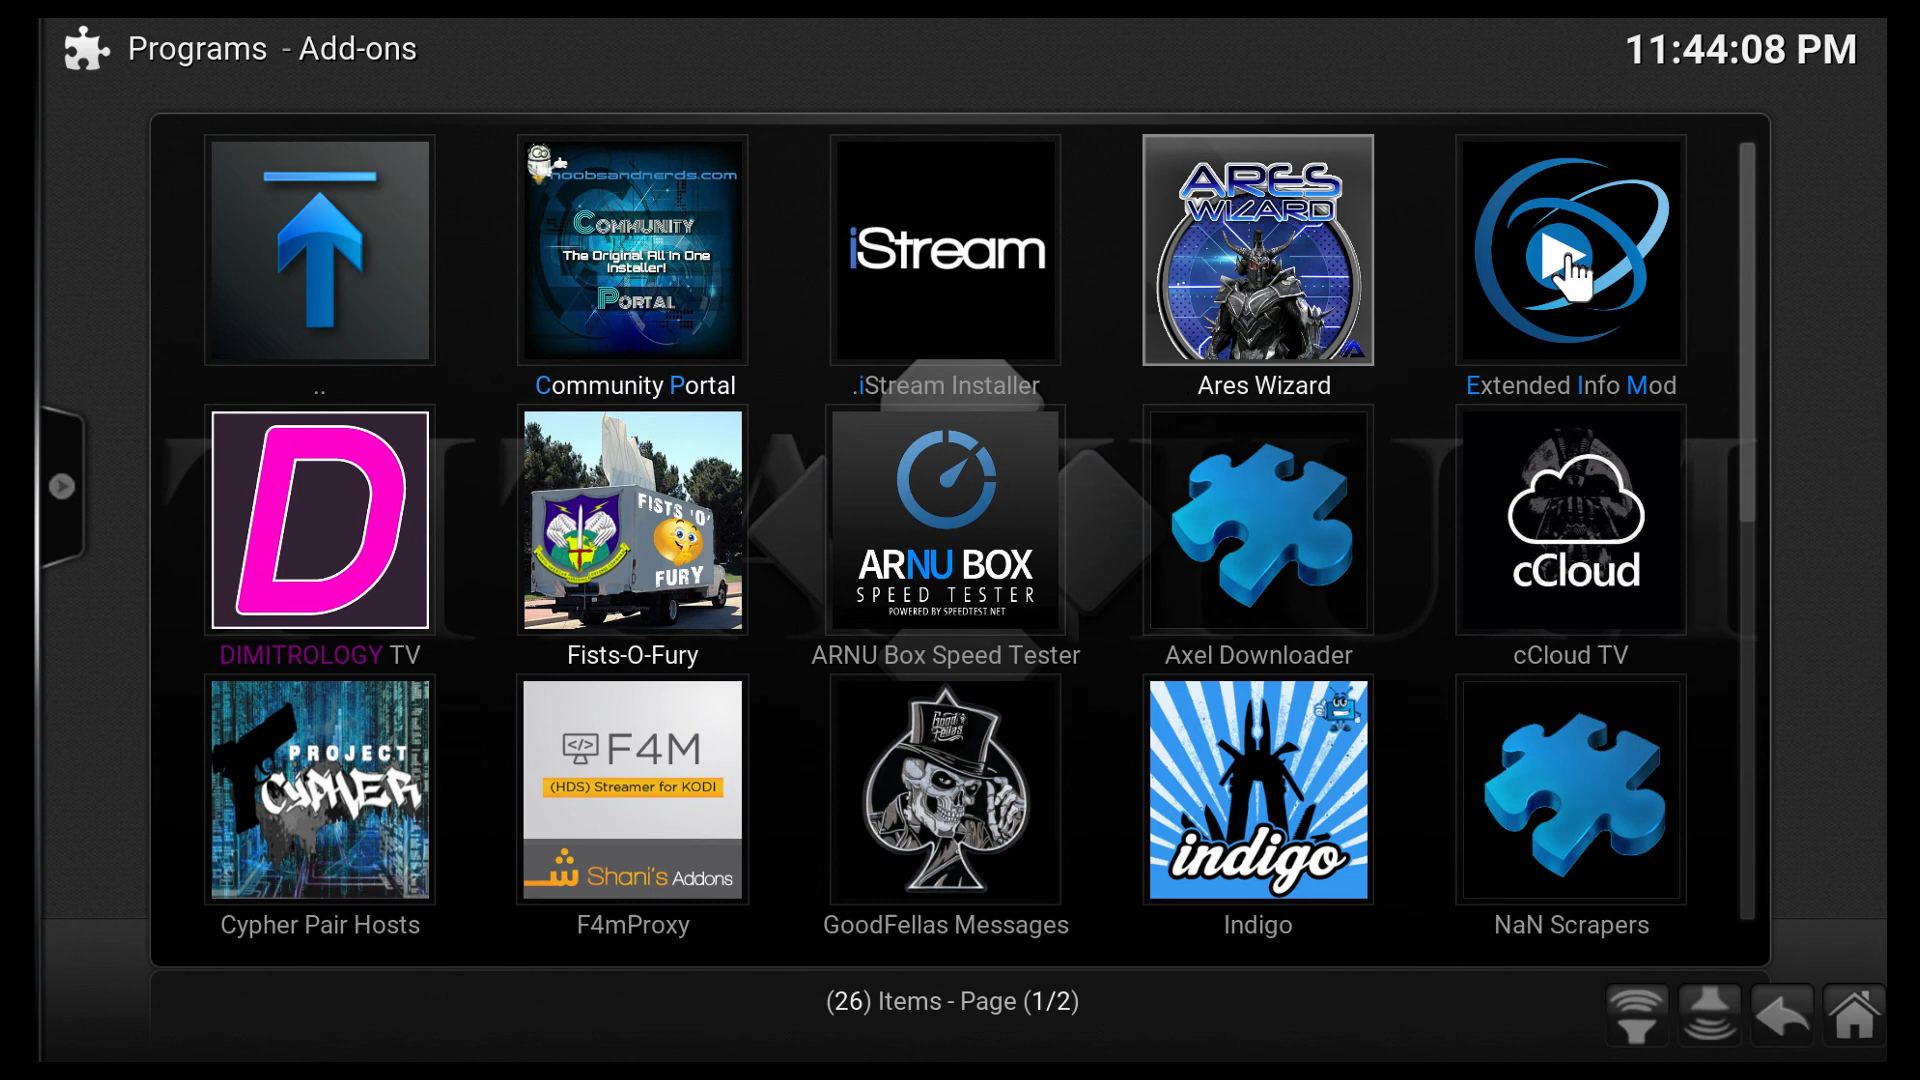 Programs - Add-ons
11:44:08 PM
noobsandnerds.com
COMMUNITY
The Original All In One
Installer!
PORTAL
iStream
ARES
WIZARD
..
Community Portal
.iStream Installer
Ares Wizard
Extended Info Mod
TITANIUM
D
FISTS 'O'
FURY
ARNU BOX
SPEED TESTER
POWERED BY SPEEDTEST.NET
cCloud
DIMITROLOGY TV
Fists-O-Fury
ARNU Box Speed Tester
Axel Downloader
cCloud TV
PROJECT
CYPHER
</> F4M
(HDS) Streamer for KODI
ش Shani's Addons
Good
Fellas
indigo
Cypher Pair Hosts
F4mProxy
GoodFellas Messages
Indigo
NaN Scrapers
(26) Items - Page (1/2)